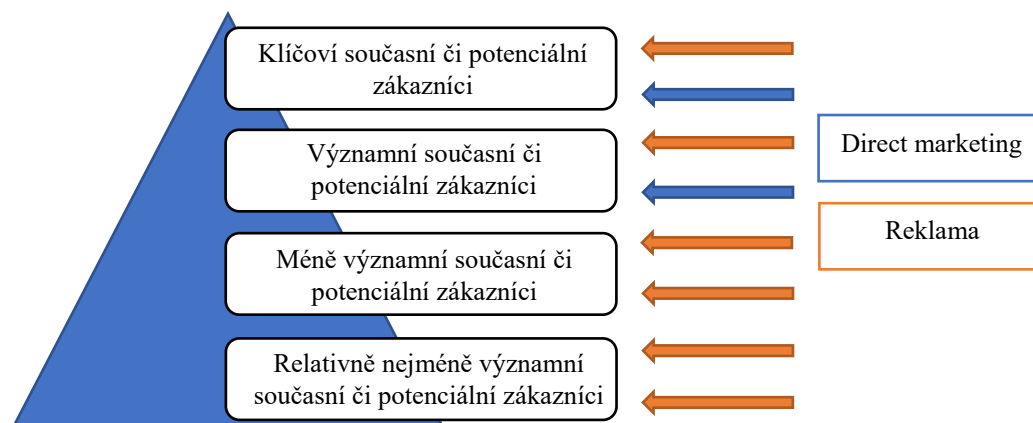 Klíčoví současní či potenciální
zákazníci
Významní současní či
potenciální zákazníci
Méně významní současní či
potenciální zákazníci
Relativně nejméně významní
současní či potenciální zákazníci
Direct marketing
Reklama